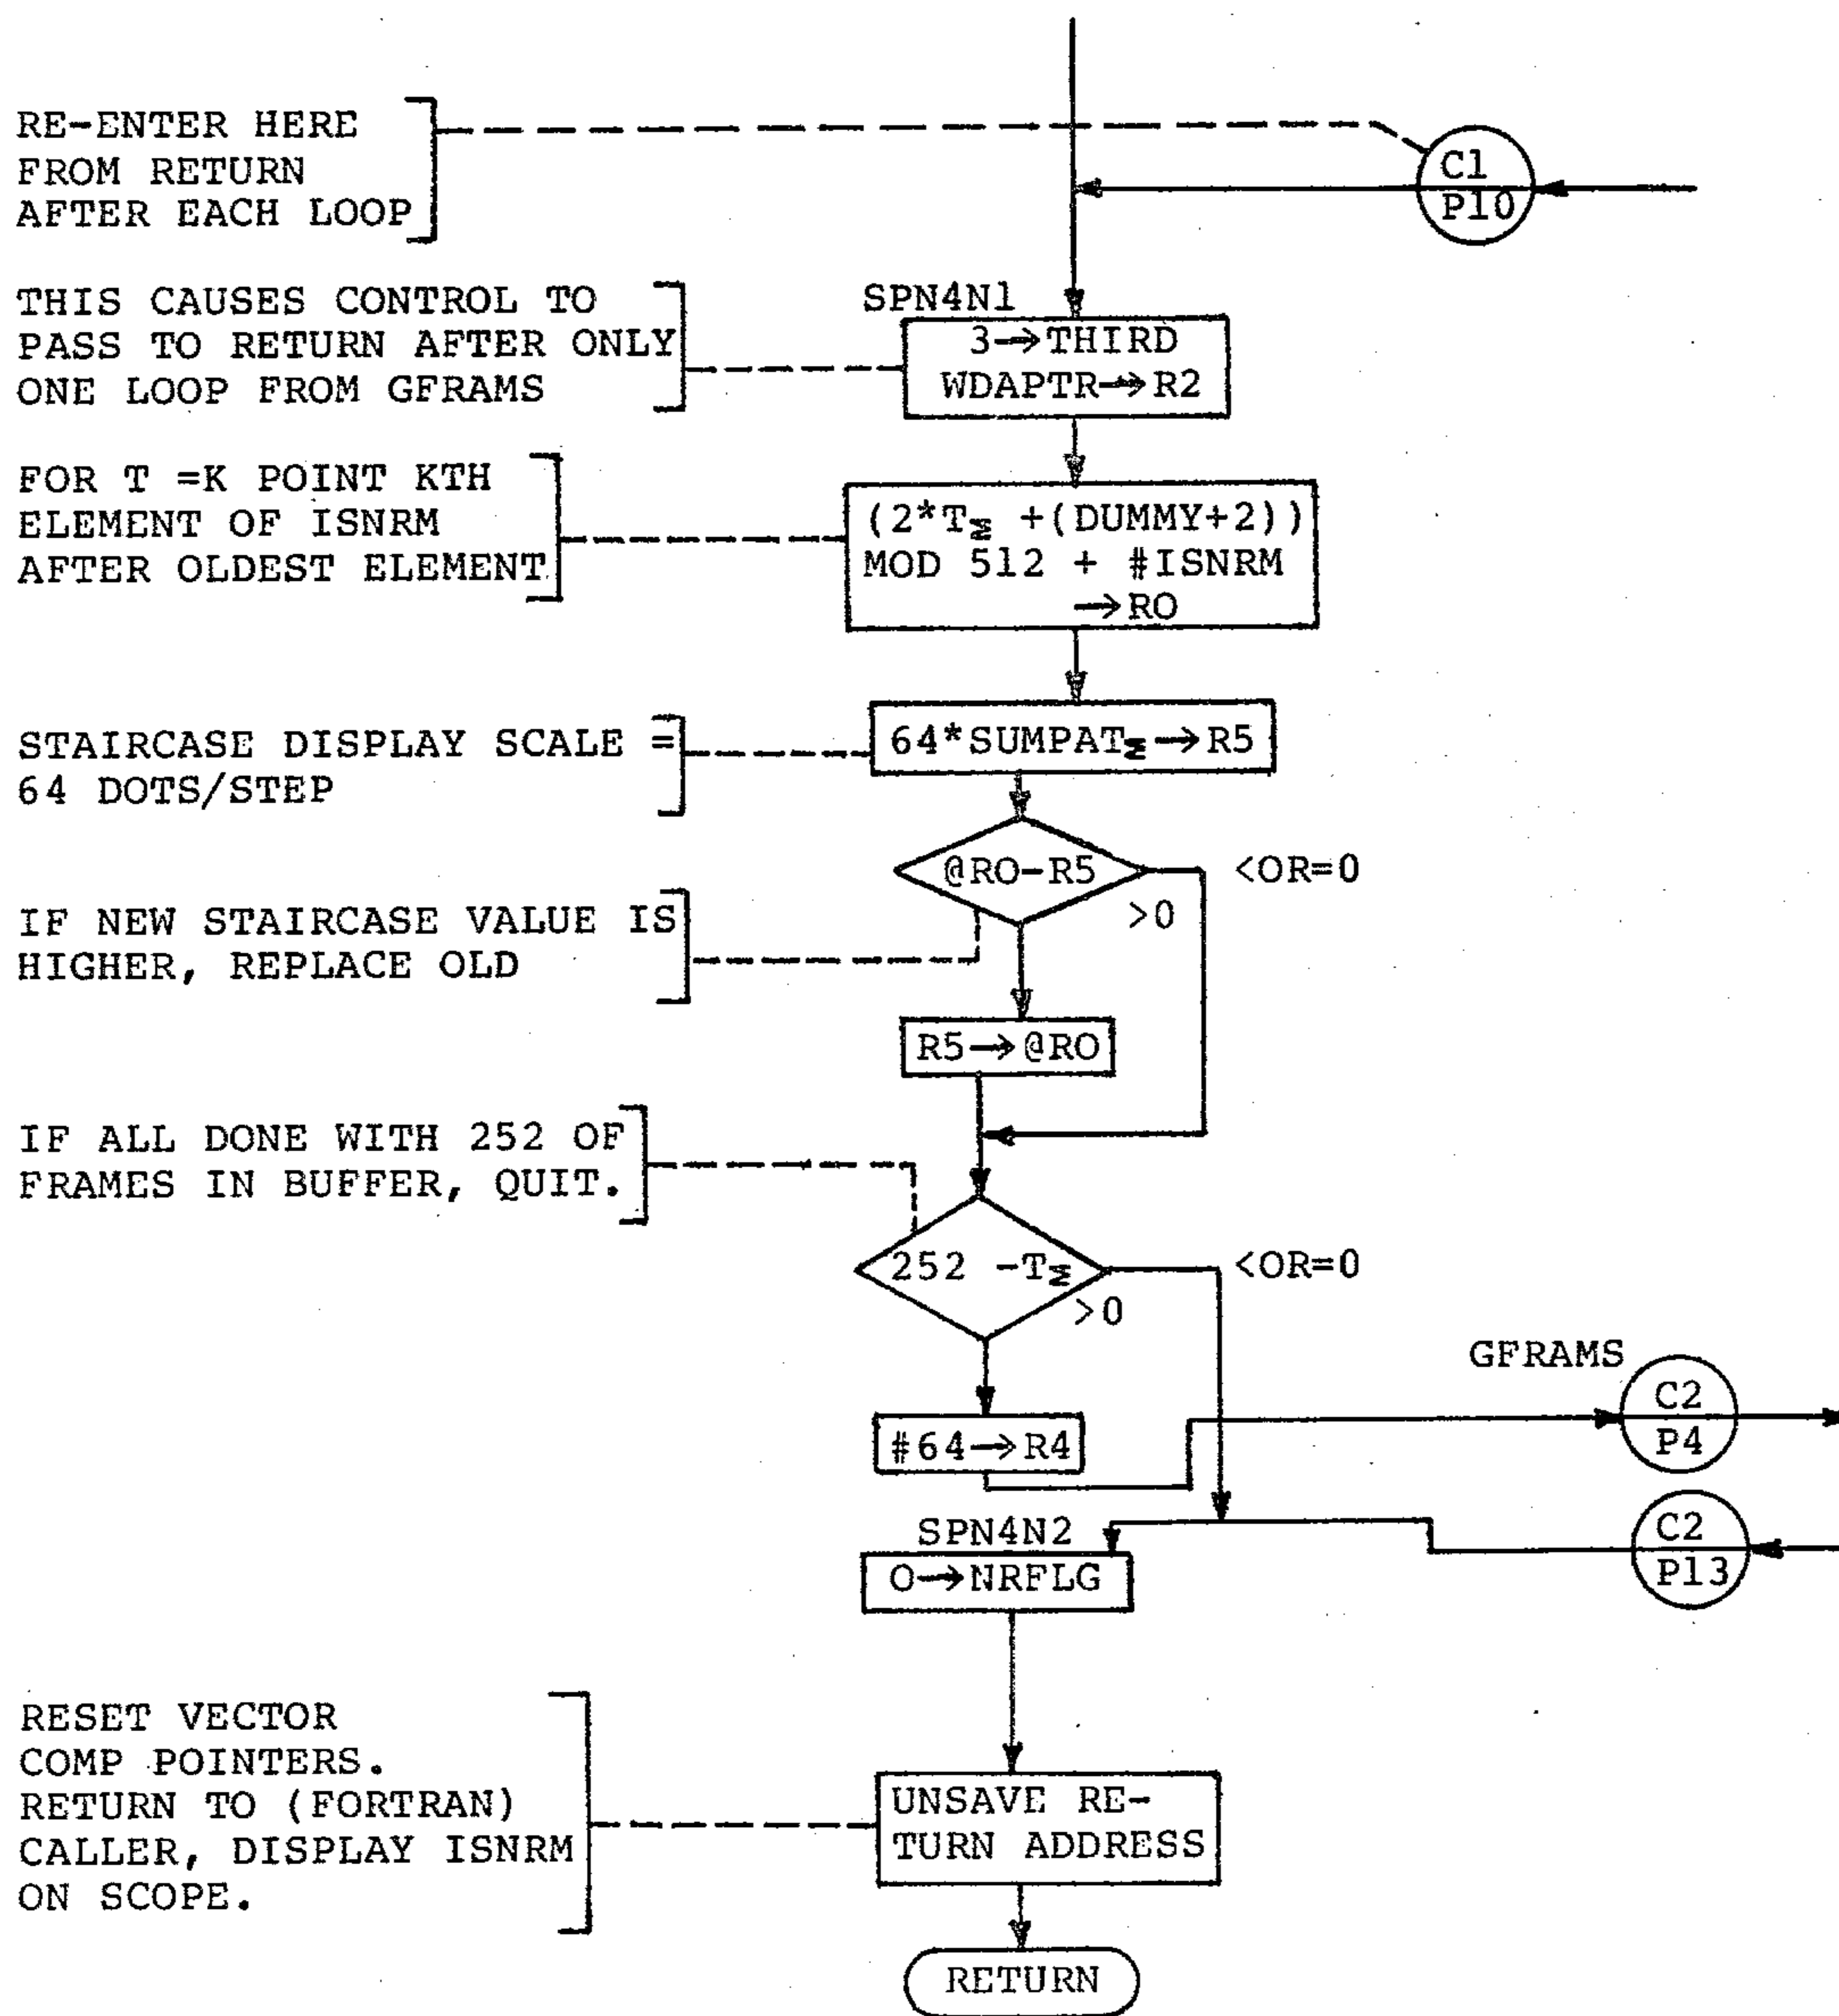 RE-ENTER HERE
FROM RETURN
AFTER EACH LOOP
C1
P10
THIS CAUSES CONTROL TO
PASS TO RETURN AFTER ONLY
ONE LOOP FROM GFRAMS
SPN4N1
3→THIRD
WDAPTR→R2
FOR T =K POINT KTH
ELEMENT OF ISNRM
AFTER OLDEST ELEMENT
(2*TΣ +(DUMMY+2))
MOD 512 + #ISNRM
→RO
STAIRCASE DISPLAY SCALE =
64 DOTS/STEP
64*SUMPATΣ→R5
@RO-R5
<OR=0
>0
IF NEW STAIRCASE VALUE IS
HIGHER, REPLACE OLD
R5→@RO
IF ALL DONE WITH 252 OF
FRAMES IN BUFFER, QUIT.
252 -TΣ
<OR=0
>0
GFRAMS
C2
P4
#64→R4
C2
P13
SPN4N2
O→NRFLG
RESET VECTOR
COMP POINTERS.
RETURN TO (FORTRAN)
CALLER, DISPLAY ISNRM
ON SCOPE.
UNSAVE RE-
TURN ADDRESS
RETURN